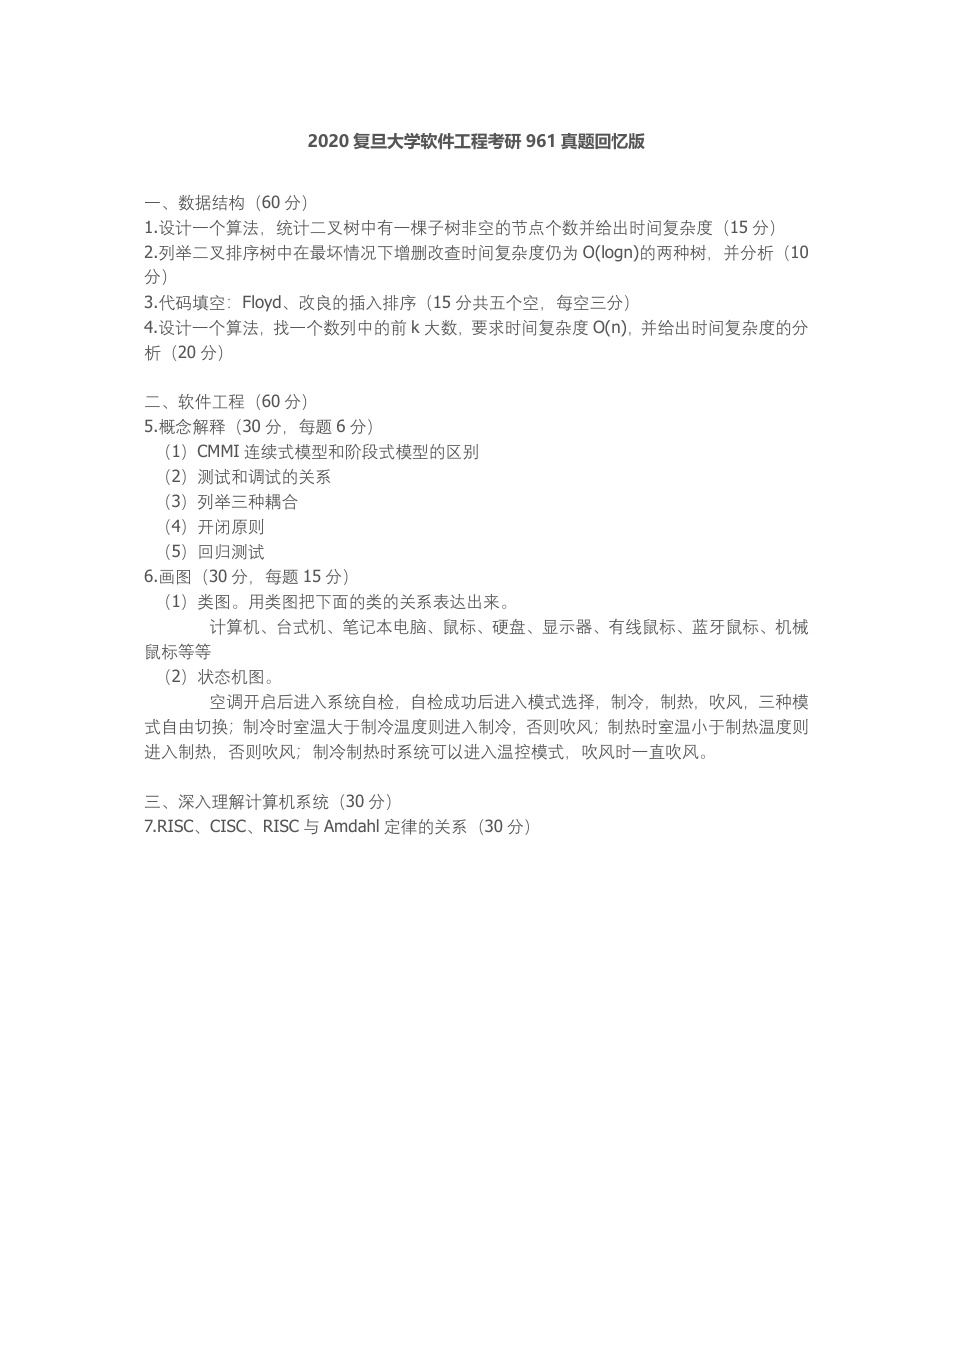 2020 复旦大学软件工程考研 961 真题回忆版
一、数据结构（60 分）
1.设计一个算法，统计二叉树中有一棵子树非空的节点个数并给出时间复杂度（15 分）
2.列举二叉排序树中在最坏情况下增删改查时间复杂度仍为 O(logn)的两种树，并分析（10
分）
3.代码填空：Floyd、改良的插入排序（15 分共五个空，每空三分）
4.设计一个算法，找一个数列中的前 k 大数，要求时间复杂度 O(n)，并给出时间复杂度的分
析（20 分）
二、软件工程（60 分）
5.概念解释（30 分，每题 6 分）
（1）CMMI 连续式模型和阶段式模型的区别
（2）测试和调试的关系
（3）列举三种耦合
（4）开闭原则
（5）回归测试
6.画图（30 分，每题 15 分）
（1）类图。用类图把下面的类的关系表达出来。
计算机、台式机、笔记本电脑、鼠标、硬盘、显示器、有线鼠标、蓝牙鼠标、机械
鼠标等等
（2）状态机图。
空调开启后进入系统自检，自检成功后进入模式选择，制冷，制热，吹风，三种模
式自由切换；制冷时室温大于制冷温度则进入制冷，否则吹风；制热时室温小于制热温度则
进入制热，否则吹风；制冷制热时系统可以进入温控模式，吹风时一直吹风。
三、深入理解计算机系统（30 分）
7.RISC、CISC、RISC 与 Amdahl 定律的关系（30 分）